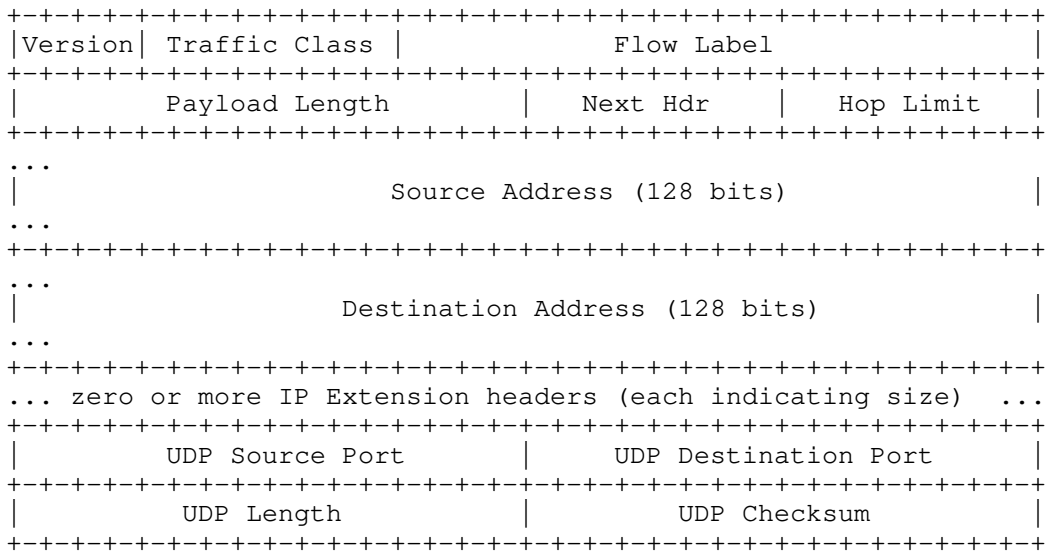 +-+-+-+-+-+-+-+-+-+-+-+-+-+-+-+-+-+-+-+-+-+-+-+-+-+-+-+-+-+-+-+-+
|Version| Traffic Class |             Flow Label                |
+-+-+-+-+-+-+-+-+-+-+-+-+-+-+-+-+-+-+-+-+-+-+-+-+-+-+-+-+-+-+-+-+
|         Payload Length        |   Next Hdr    |   Hop Limit   |
+-+-+-+-+-+-+-+-+-+-+-+-+-+-+-+-+-+-+-+-+-+-+-+-+-+-+-+-+-+-+-+-+
...
|                       Source Address (128 bits)               |
...
+-+-+-+-+-+-+-+-+-+-+-+-+-+-+-+-+-+-+-+-+-+-+-+-+-+-+-+-+-+-+-+-+
...
|                    Destination Address (128 bits)             |
...
+-+-+-+-+-+-+-+-+-+-+-+-+-+-+-+-+-+-+-+-+-+-+-+-+-+-+-+-+-+-+-+-+
... zero or more IP Extension headers (each indicating size)  ...
+-+-+-+-+-+-+-+-+-+-+-+-+-+-+-+-+-+-+-+-+-+-+-+-+-+-+-+-+-+-+-+-+
|         UDP Source Port       |     UDP Destination Port      |
+-+-+-+-+-+-+-+-+-+-+-+-+-+-+-+-+-+-+-+-+-+-+-+-+-+-+-+-+-+-+-+-+
|          UDP Length           |         UDP Checksum          |
+-+-+-+-+-+-+-+-+-+-+-+-+-+-+-+-+-+-+-+-+-+-+-+-+-+-+-+-+-+-+-+-+